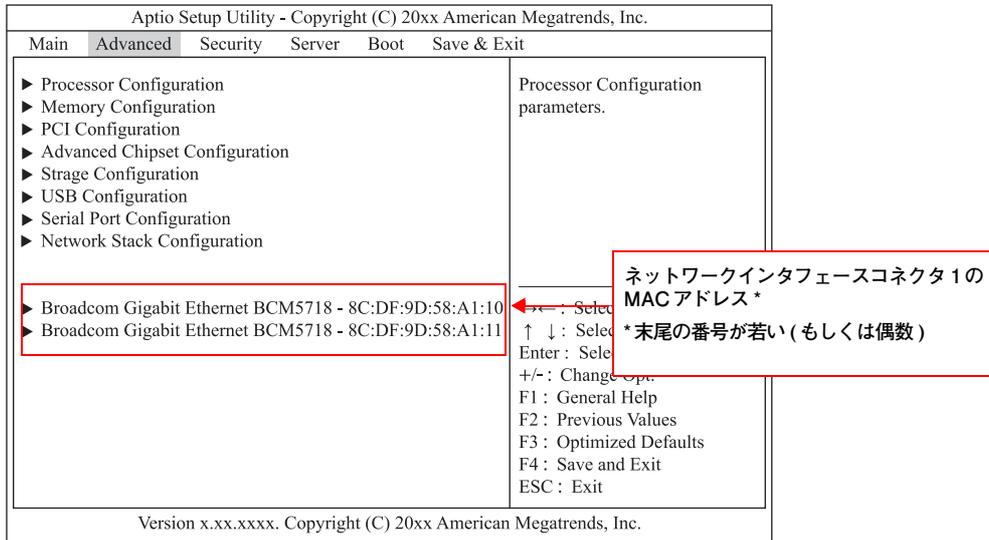 Aptio Setup Utility - Copyright (C) 20xx American Megatrends, Inc.
Main Advanced Security Server Boot Save & Exit
▶ Processor Configuration
▶ Memory Configuration
▶ PCI Configuration
▶ Advanced Chipset Configuration
▶ Strage Configuration
▶ USB Configuration
▶ Serial Port Configuration
▶ Network Stack Configuration
▶ Broadcom Gigabit Ethernet BCM5718 - 8C:DF:9D:58:A1:10
▶ Broadcom Gigabit Ethernet BCM5718 - 8C:DF:9D:58:A1:11
Processor Configuration
parameters.
ネットワークインタフェースコネクタ 1 の
MAC アドレス *
* 末尾の番号が若い ( もしくは偶数 )
→← : Selec
↑ ↓ : Selec
Enter : Sele
+/- : Change Opt.
F1 : General Help
F2 : Previous Values
F3 : Optimized Defaults
F4 : Save and Exit
ESC : Exit
Version x.xx.xxxx. Copyright (C) 20xx American Megatrends, Inc.